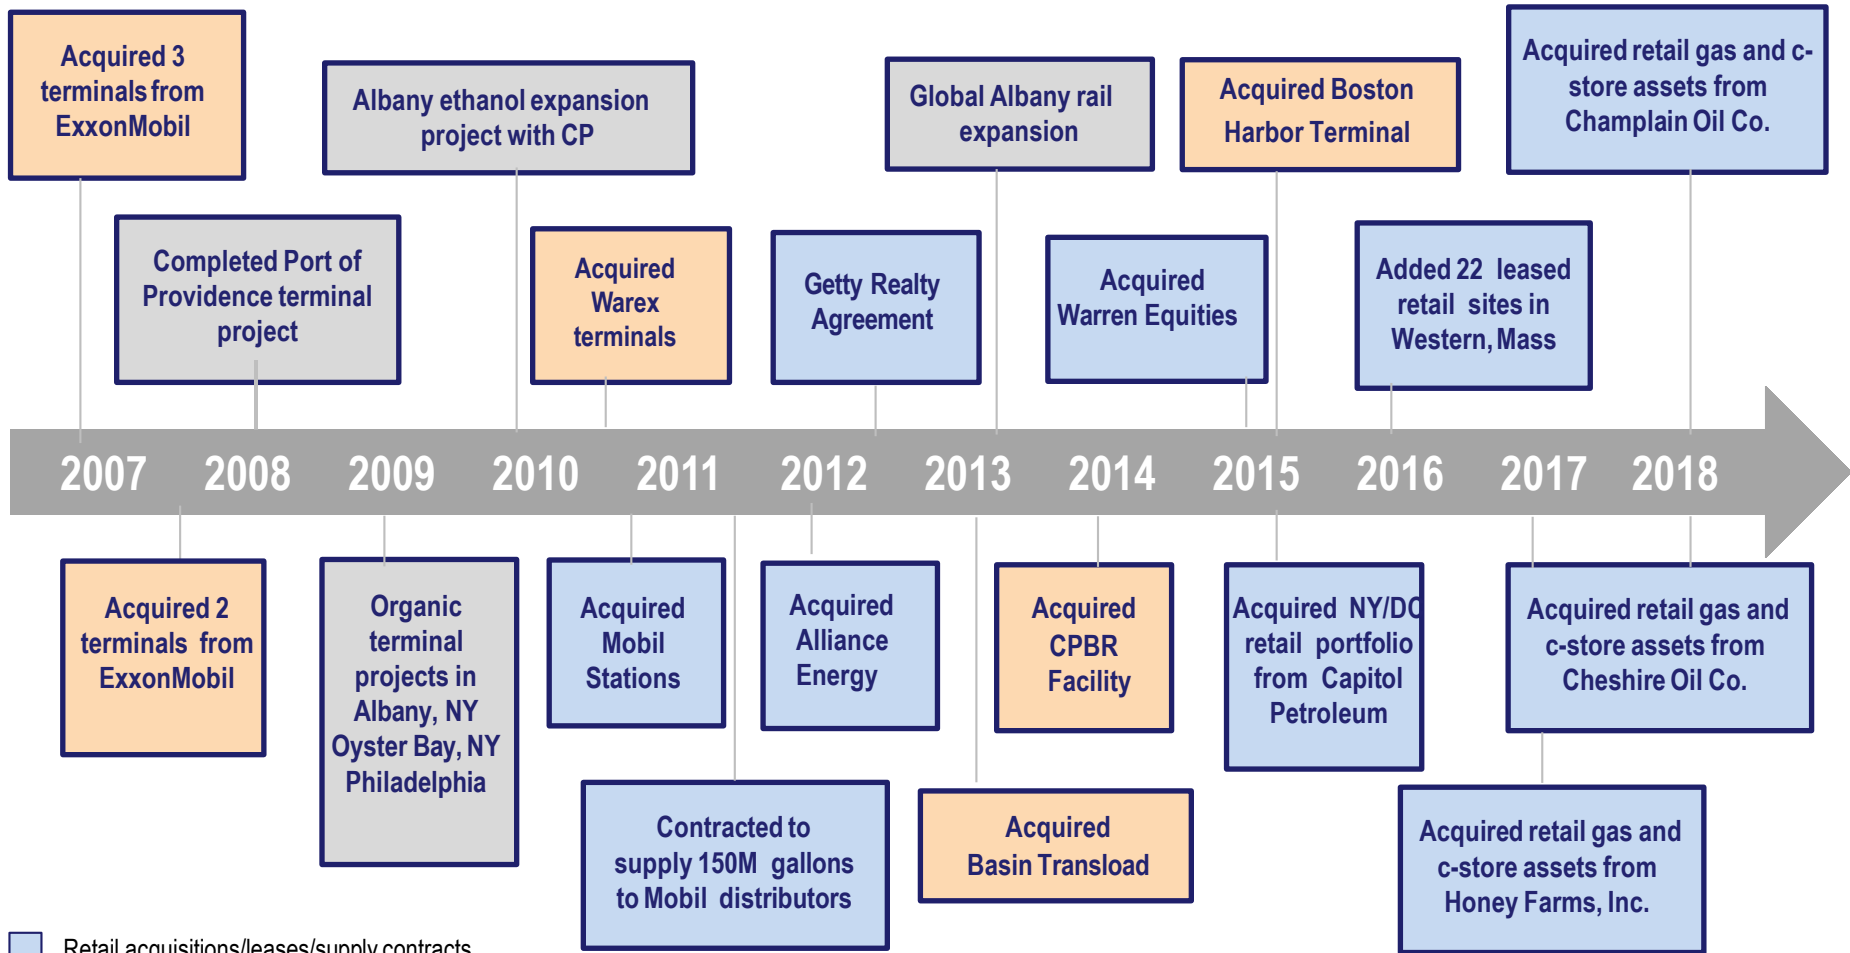 Acquired 3
terminals from
ExxonMobil
Albany ethanol expansion
project with CP
Global Albany rail
expansion
Acquired Boston
Harbor Terminal
Acquired retail gas and c-
store assets from
Champlain Oil Co.
Completed Port of
Providence terminal
project
Acquired
Warex
terminals
Getty Realty
Agreement
Acquired
Warren Equities
Added 22 leased
retail sites in
Western, Mass
2007 2008 2009 2010 2011 2012 2013 2014 2015 2016 2017 2018
Acquired 2
terminals from
ExxonMobil
Organic
terminal
projects in
Albany, NY
Oyster Bay, NY
Philadelphia
Acquired
Mobil
Stations
Acquired
Alliance
Energy
Acquired
CPBR
Facility
Acquired NY/DC
retail portfolio
from Capitol
Petroleum
Acquired retail gas and
c-store assets from
Cheshire Oil Co.
Contracted to
supply 150M gallons
to Mobil distributors
Acquired
Basin Transload
Acquired retail gas and
c-store assets from
Honey Farms, Inc.
Retail acquisitions/leases/supply contracts